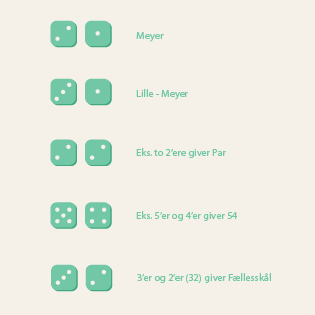 Meyer
Lille - Meyer
Eks. to 2'ere giver Par
Eks. 5'er og 4'er giver 54
3'er og 2'er (32) giver Fællesskål